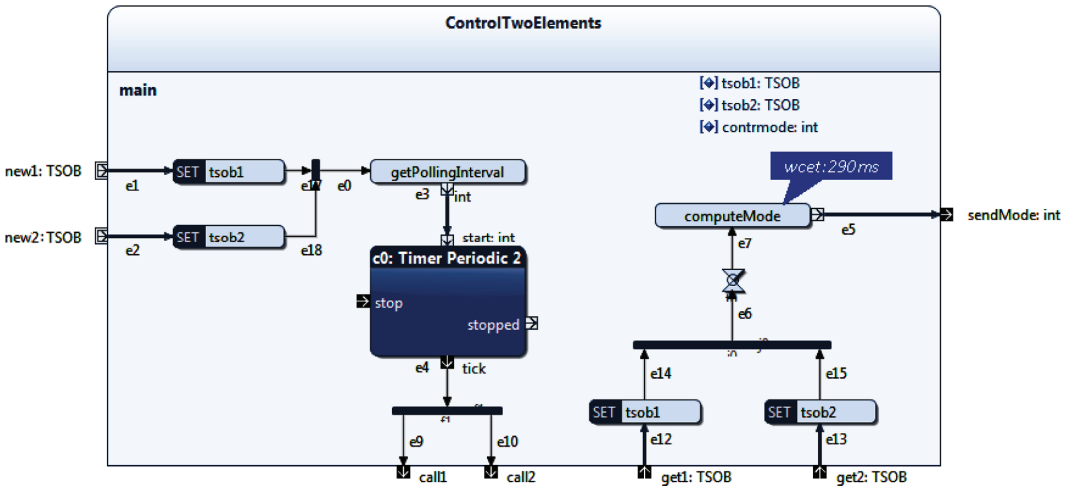 ControlTwoElements
main
tsob1: TSOB
tsob2: TSOB
contrmode: int
wcet:290ms
new1: TSOB
e1
SET tsob1
e17
e0
getPollingInterval
e3
int
computeMode
e5
sendMode: int
new2: TSOB
e2
SET tsob2
e18
start: int
e7
c0: Timer Periodic 2
stop
stopped
e6
e4
tick
e14
e15
SET tsob1
SET tsob2
e9
e10
e12
e13
call1
call2
get1: TSOB
get2: TSOB